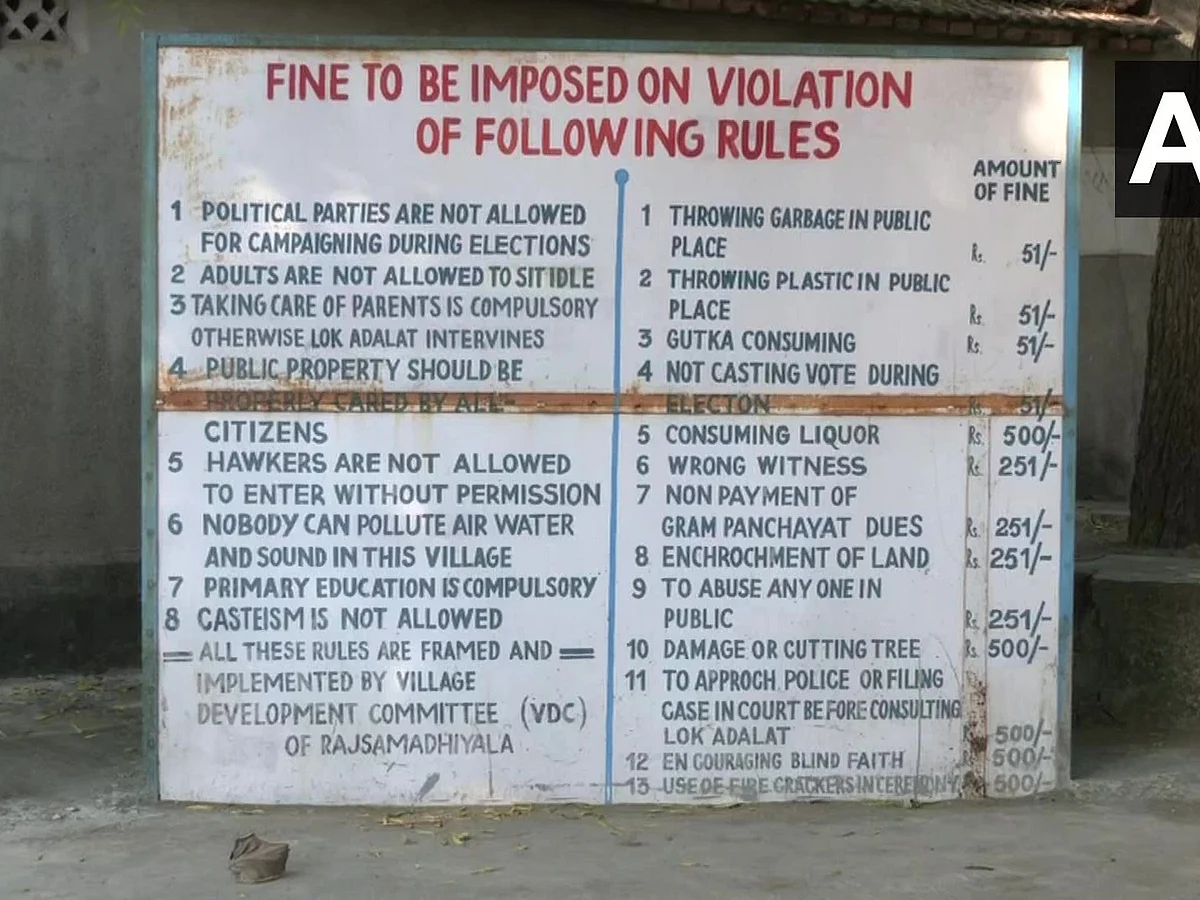 FINE TO BE IMPOSED ON VIOLATION
OF FOLLOWING RULES
1 POLITICAL PARTIES ARE NOT ALLOWED
FOR CAMPAIGNING DURING ELECTIONS
2 ADULTS ARE NOT ALLOWED TO SIT IDLE
3 TAKING CARE OF PARENTS IS COMPULSORY
OTHERWISE LOK ADALAT INTERVINES
4 PUBLIC PROPERTY SHOULD BE
PROPERLY CARED BY ALL-
CITIZENS
5 HAWKERS ARE NOT ALLOWED
TO ENTER WITHOUT PERMISSION
6 NOBODY CAN POLLUTE AIR WATER
AND SOUND IN THIS VILLAGE
7 PRIMARY EDUCATION IS COMPULSORY
8 CASTEISM IS NOT ALLOWED
= ALL THESE RULES ARE FRAMED AND =
IMPLEMENTED BY VILLAGE
DEVELOPMENT COMMITTEE (VDC)
OF RAJSAMADHIYALA
AMOUNT
OF FINE
1 THROWING GARBAGE IN PUBLIC
PLACE Rs. 51/-
2 THROWING PLASTIC IN PUBLIC
PLACE Rs. 51/-
3 GUTKA CONSUMING Rs. 51/-
4 NOT CASTING VOTE DURING
ELECTON Rs. 51/-
5 CONSUMING LIQUOR Rs. 500/-
6 WRONG WITNESS Rs. 251/-
7 NON PAYMENT OF
GRAM PANCHAYAT DUES Rs. 251/-
8 ENCHROCHMENT OF LAND Rs. 251/-
9 TO ABUSE ANY ONE IN
PUBLIC Rs. 251/-
10 DAMAGE OR CUTTING TREE Rs. 500/-
11 TO APPROCH POLICE OR FILING
CASE IN COURT BEFORE CONSULTING
LOK ADALAT 500/-
12 EN COURAGING BLIND FAITH 500/-
13 USE OF FIRE CRACKERS IN CEREMONY 500/-
A